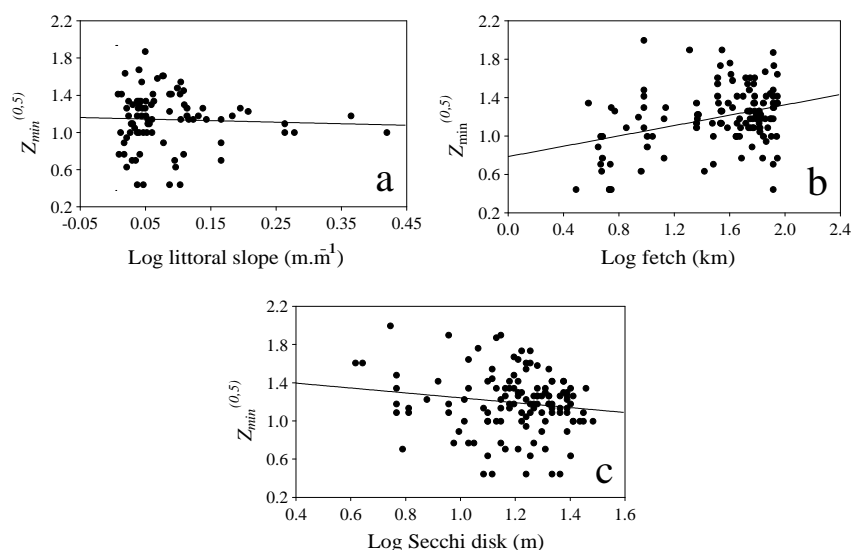 2.2
1.8
1.4
1.0
0.6
0.2
Z_min^(0,5)
-0.05 0.05 0.15 0.25 0.35 0.45
Log littoral slope (m.m^-1)
a
2.2
1.8
1.4
1.0
0.6
0.2
Z_min^(0,5)
0.0 0.4 0.8 1.2 1.6 2.0 2.4
Log fetch (km)
b
2.2
1.8
1.4
1.0
0.6
0.2
Z_min^(0,5)
0.4 0.6 0.8 1.0 1.2 1.4 1.6
Log Secchi disk (m)
c